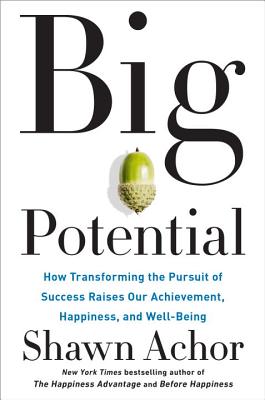 Big
Potential
How Transforming the Pursuit of
Success Raises Our Achievement,
Happiness, and Well-Being
Shawn Achor
New York Times bestselling author of
The Happiness Advantage and Before Happiness